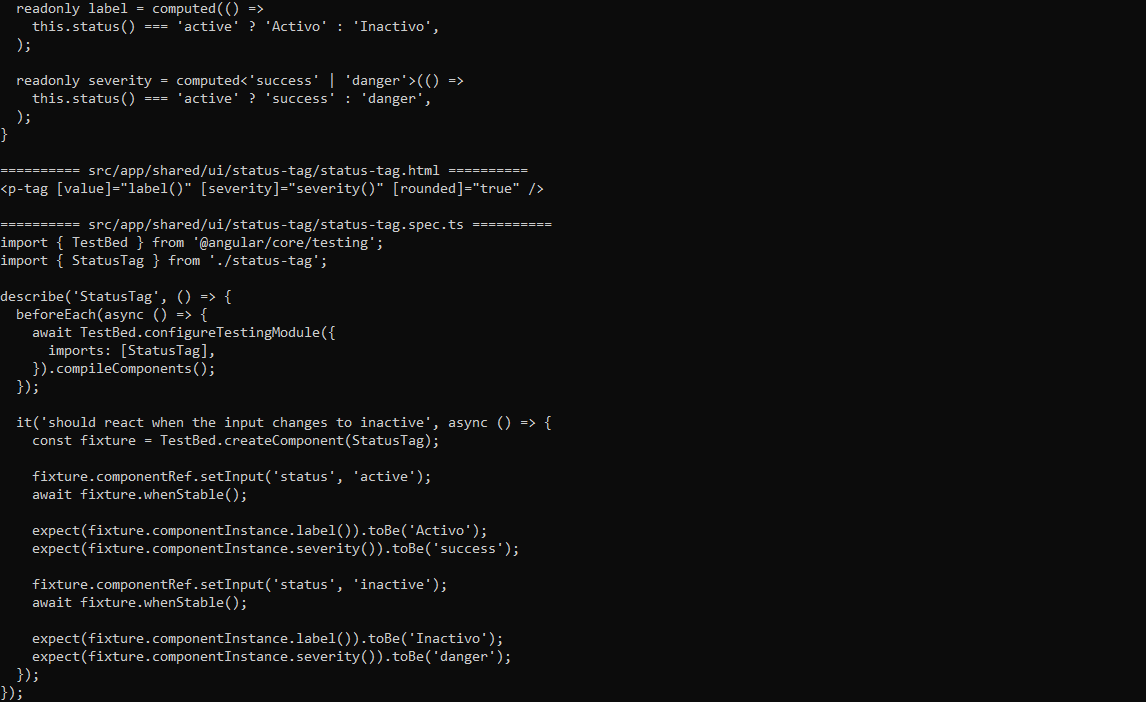 readonly label = computed(() =>
    this.status() === 'active' ? 'Activo' : 'Inactivo',
  );

  readonly severity = computed<'success' | 'danger'>(() =>
    this.status() === 'active' ? 'success' : 'danger',
  );
}

========== src/app/shared/ui/status-tag/status-tag.html ==========
<p-tag [value]="label()" [severity]="severity()" [rounded]="true" />

========== src/app/shared/ui/status-tag/status-tag.spec.ts ==========
import { TestBed } from '@angular/core/testing';
import { StatusTag } from './status-tag';

describe('StatusTag', () => {
  beforeEach(async () => {
    await TestBed.configureTestingModule({
      imports: [StatusTag],
    }).compileComponents();
  });

  it('should react when the input changes to inactive', async () => {
    const fixture = TestBed.createComponent(StatusTag);

    fixture.componentRef.setInput('status', 'active');
    await fixture.whenStable();

    expect(fixture.componentInstance.label()).toBe('Activo');
    expect(fixture.componentInstance.severity()).toBe('success');

    fixture.componentRef.setInput('status', 'inactive');
    await fixture.whenStable();

    expect(fixture.componentInstance.label()).toBe('Inactivo');
    expect(fixture.componentInstance.severity()).toBe('danger');
  });
});